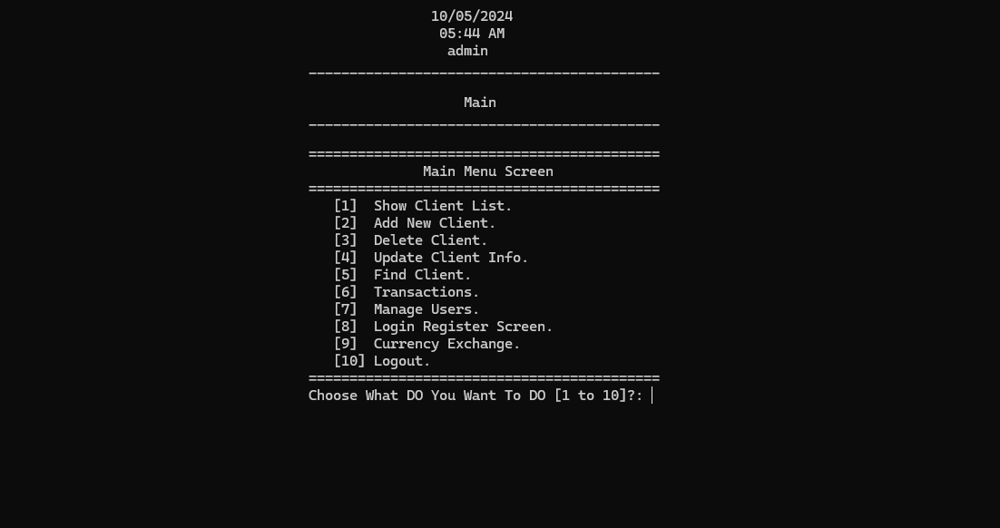 10/05/2024
05:44 AM
admin
___________________________________________
Main
___________________________________________
===========================================
Main Menu Screen
===========================================
[1]  Show Client List.
[2]  Add New Client.
[3]  Delete Client.
[4]  Update Client Info.
[5]  Find Client.
[6]  Transactions.
[7]  Manage Users.
[8]  Login Register Screen.
[9]  Currency Exchange.
[10] Logout.
===========================================
Choose What DO You Want To DO [1 to 10]?: